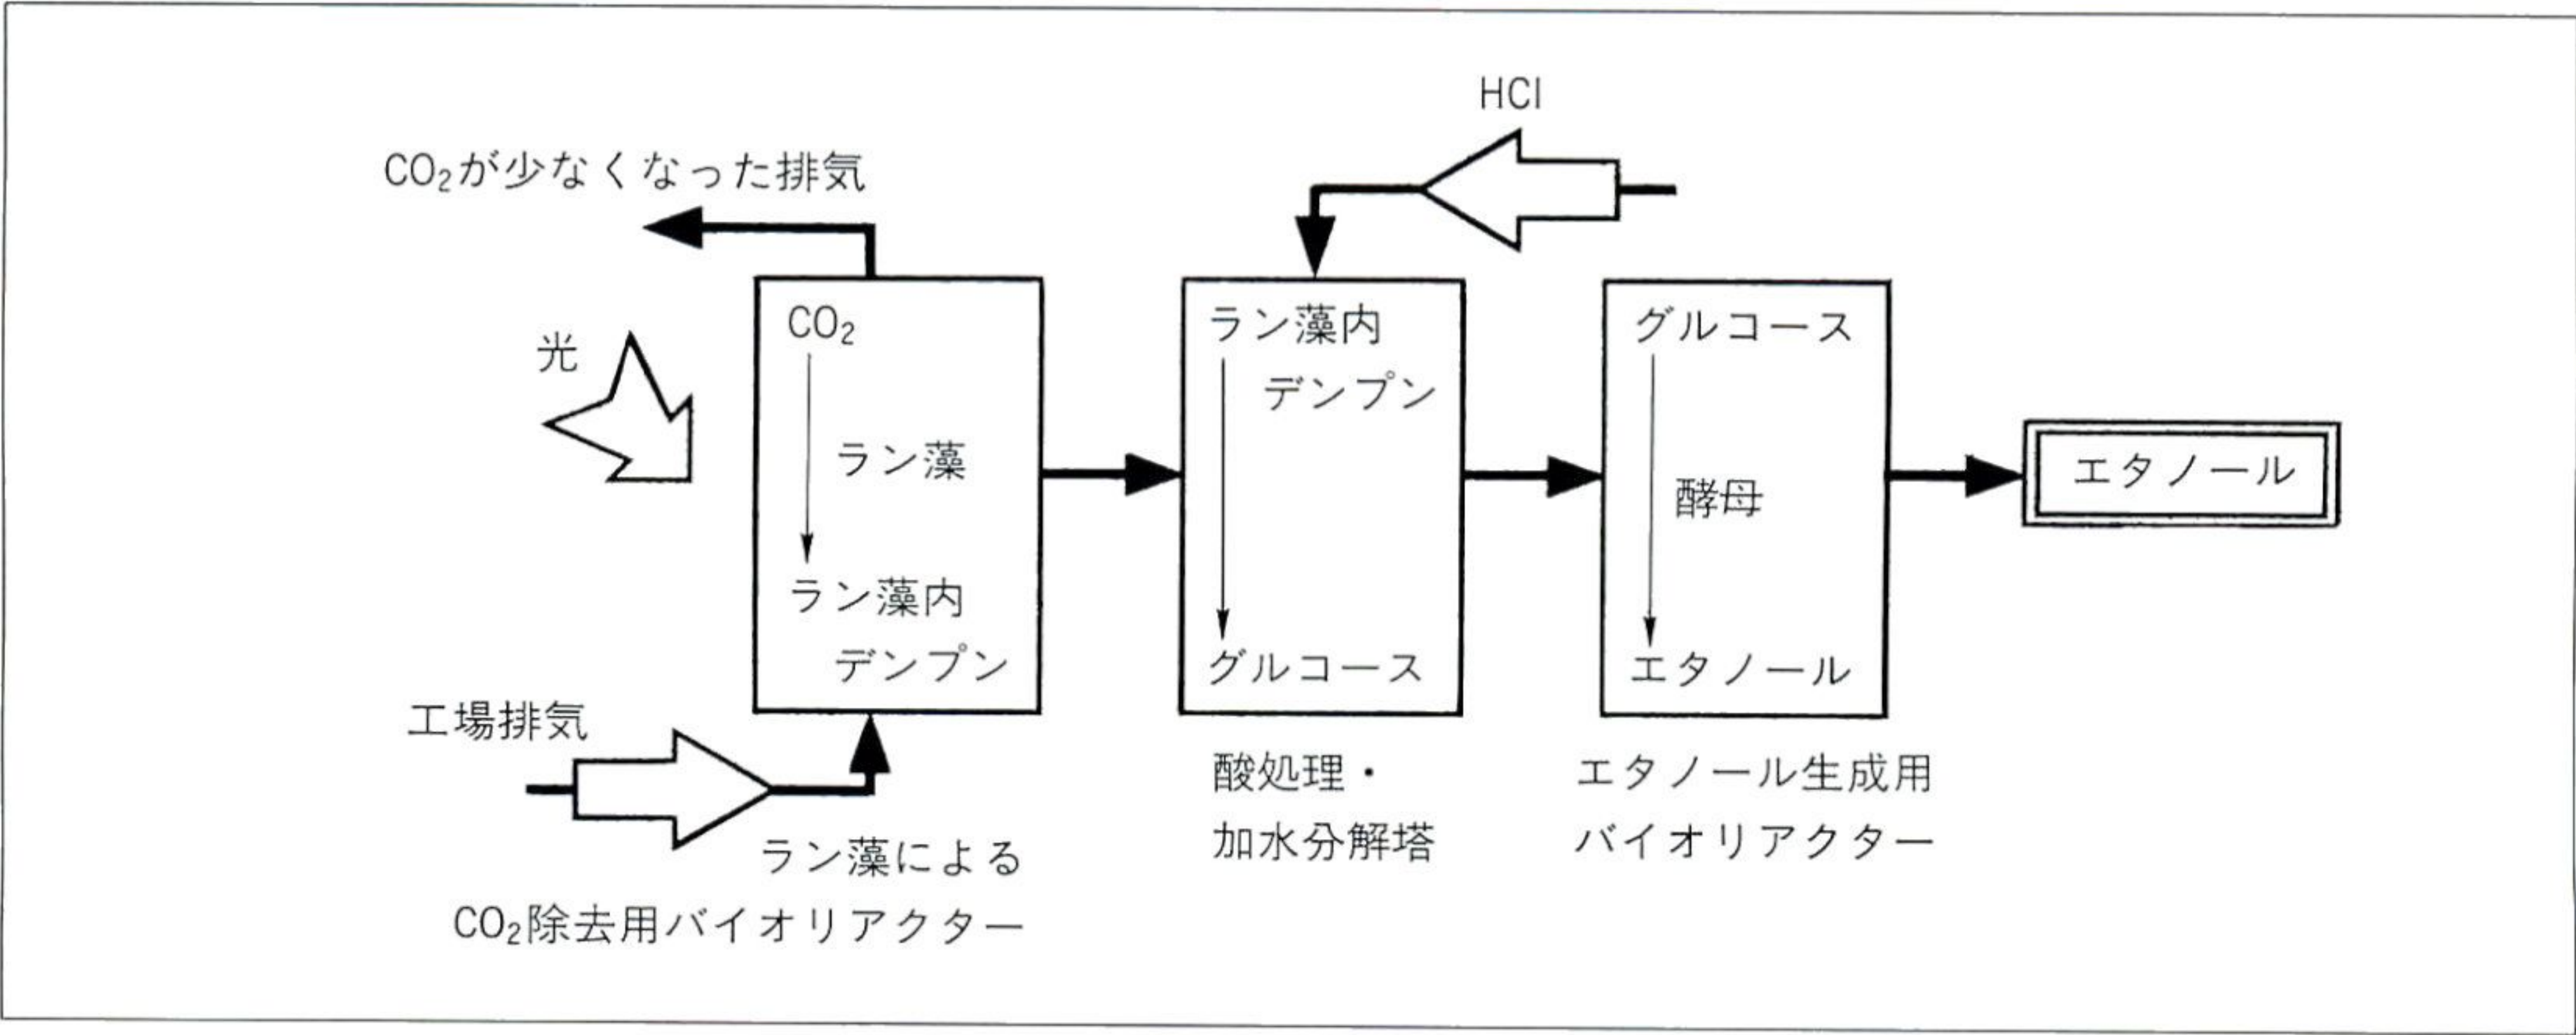 HCl
CO₂が少なくなった排気
光
CO₂
ラン藻
ラン藻内
デンプン
工場排気
ラン藻による
CO₂除去用バイオリアクター
ラン藻内
デンプン
グルコース
酸処理・
加水分解塔
グルコース
酵母
エタノール
エタノール生成用
バイオリアクター
エタノール